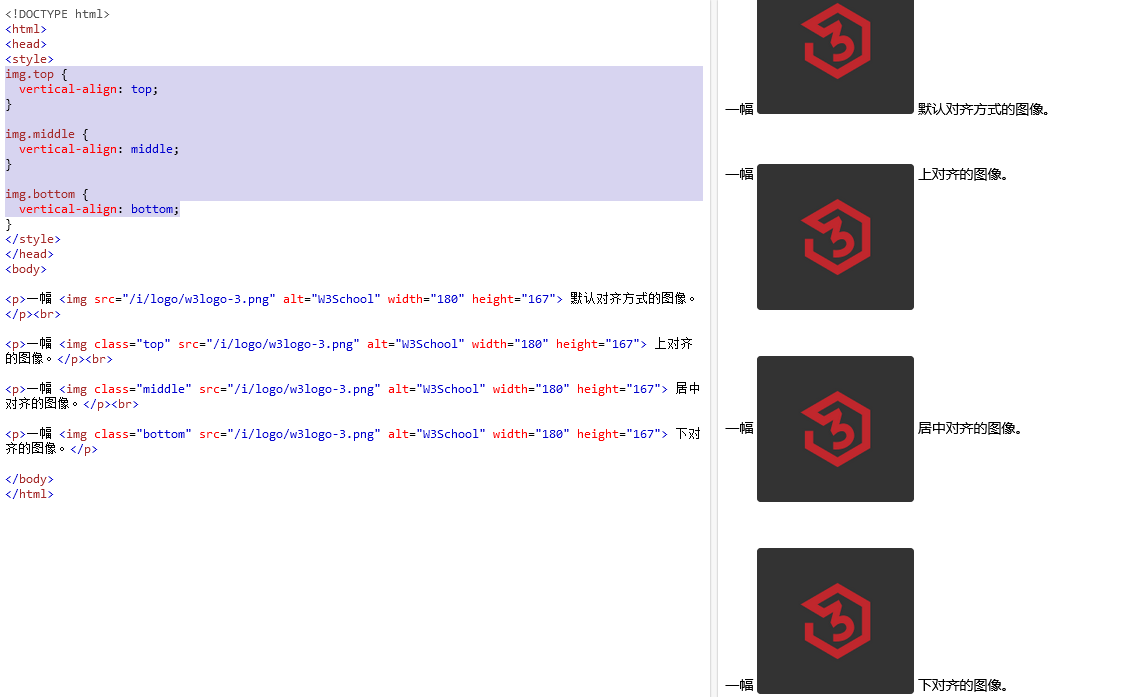 <!DOCTYPE html>
<html>
<head>
<style>
img.top {
  vertical-align: top;
}
img.middle {
  vertical-align: middle;
}
img.bottom {
  vertical-align: bottom;
}
</style>
</head>
<body>
<p>一幅 <img src="/i/logo/w3logo-3.png" alt="W3School" width="180" height="167"> 默认对齐方式的图像。
</p><br>
<p>一幅 <img class="top" src="/i/logo/w3logo-3.png" alt="W3School" width="180" height="167"> 上对齐
的图像。</p><br>
<p>一幅 <img class="middle" src="/i/logo/w3logo-3.png" alt="W3School" width="180" height="167"> 居中
对齐的图像。</p><br>
<p>一幅 <img class="bottom" src="/i/logo/w3logo-3.png" alt="W3School" width="180" height="167"> 下对
齐的图像。</p>
</body>
</html>
一幅 3 默认对齐方式的图像。
一幅 3 上对齐的图像。
一幅 3 居中对齐的图像。
一幅 3 下对齐的图像。